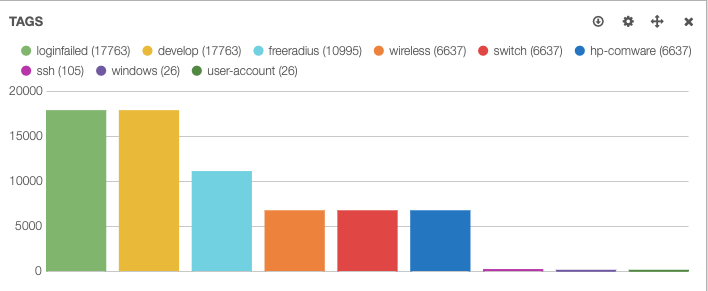 TAGS
loginfailed (17763) develop (17763) freeradius (10995) wireless (6637) switch (6637) hp-comware (6637)
ssh (105) windows (26) user-account (26)
20000
15000
10000
5000
0